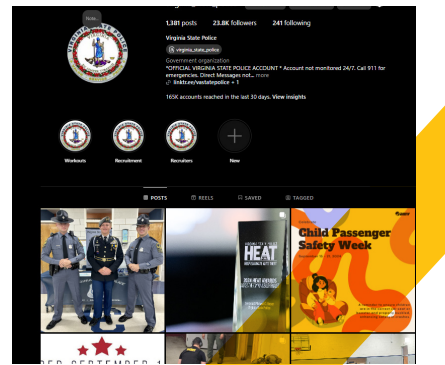 Note...
1,381 posts 23.8K followers 241 following
Virginia State Police
virginia_state_police
Government organization
*OFFICIAL VIRGINIA STATE POLICE ACCOUNT * Account not monitored 24/7. Call 911 for
emergencies. Direct Messages not... more
linktr.ee/vastatepolice + 1
165K accounts reached in the last 30 days. View insights
Workouts Recruitment Recruiters New
POSTS REELS SAVED TAGGED
HEAT
Child Passenger
Safety Week